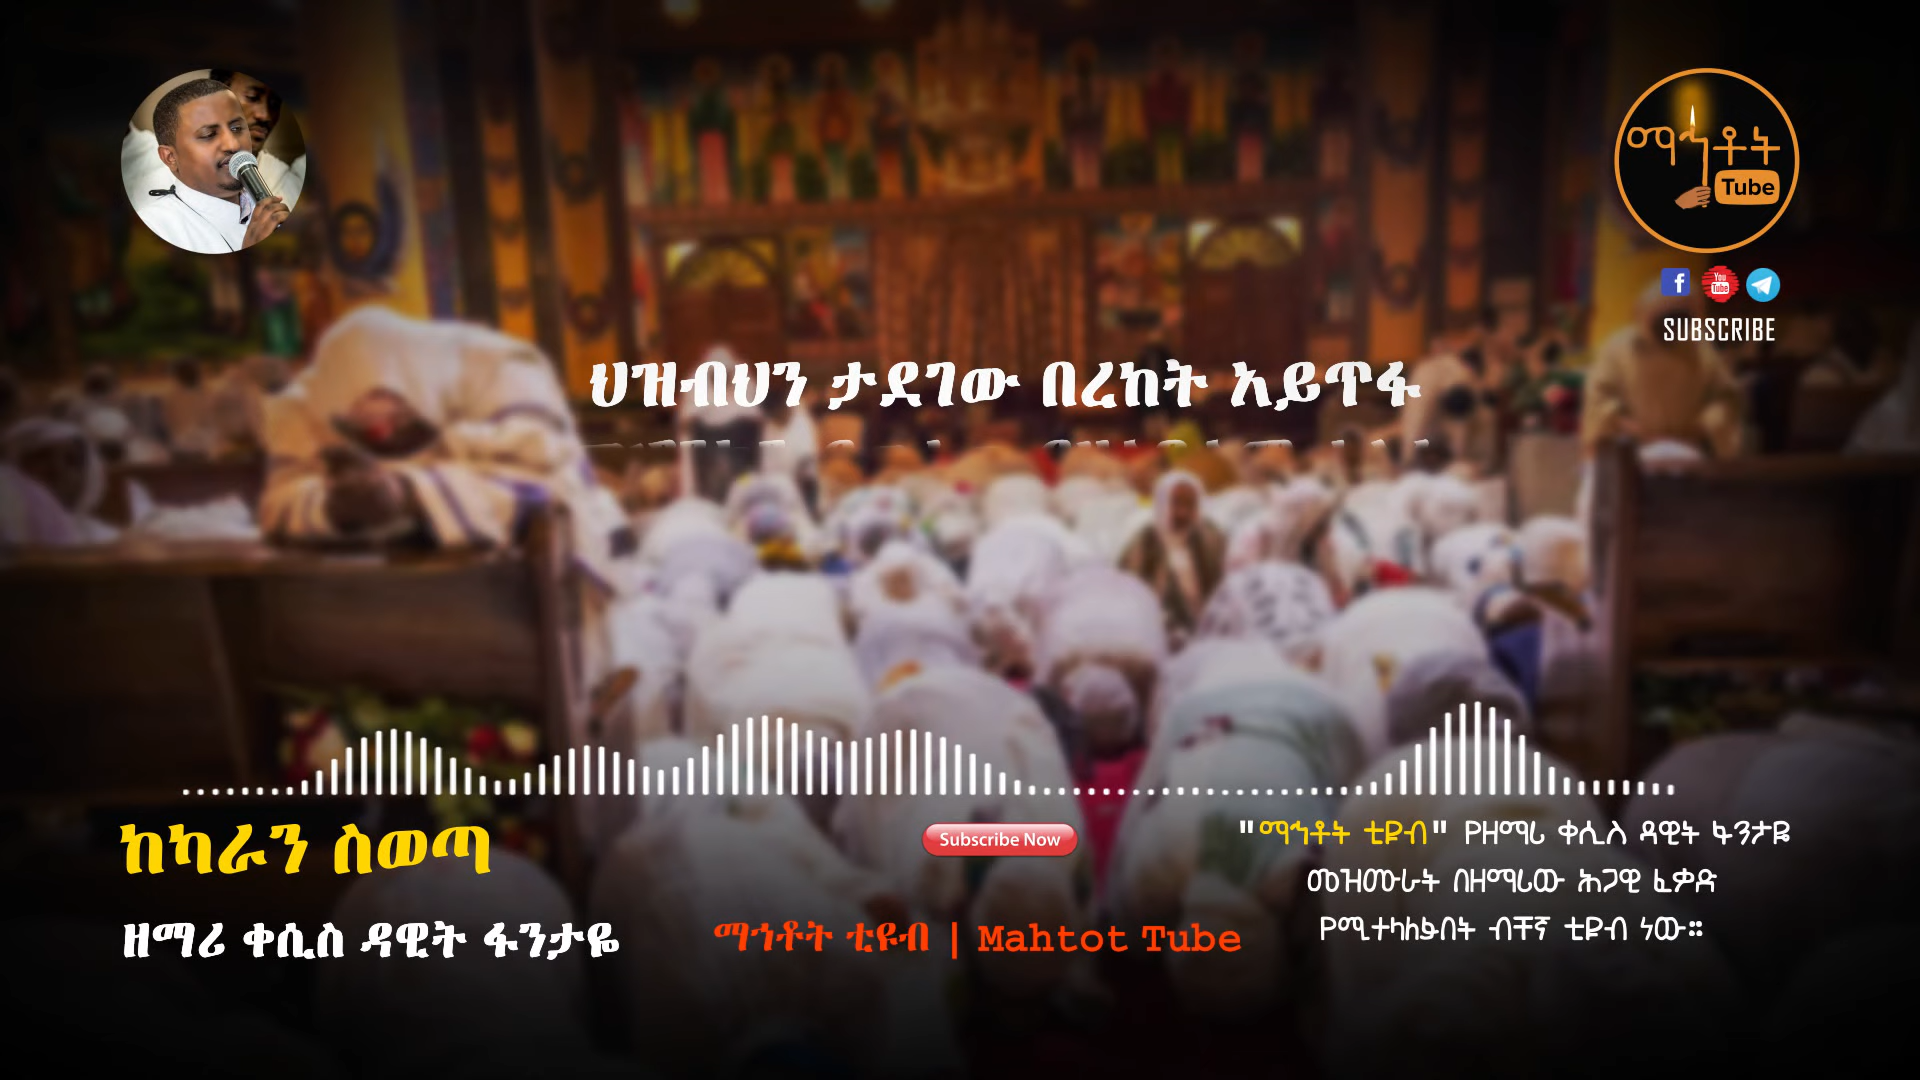 ማኅቶት
Tube
SUBSCRIBE
ህዝብህን ታደገው በረከት አይጥፋ
ከካራን ስወጣ
Subscribe Now
"ማኅቶት ቲዩብ" የዘማሪ ቀሲስ ዳዊት ፋንታዬ
መዝሙራት በዘማሪው ሕጋዊ ፈቃድ
የሚተላለፉበት ብቸኛ ቲዩብ ነው።
ዘማሪ ቀሲስ ዳዊት ፋንታዬ
ማኅቶት ቲዩብ | Mahtot Tube